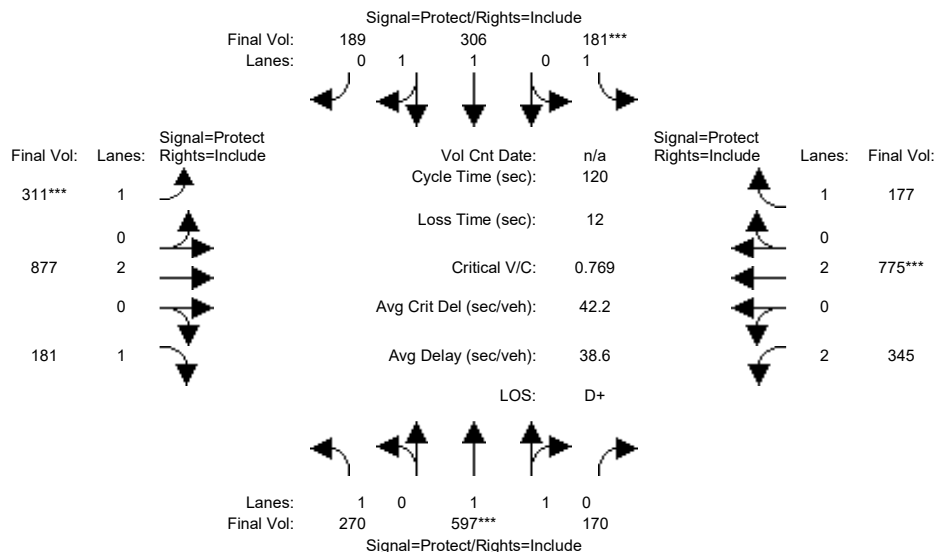 Signal=Protect/Rights=Include
Final Vol: 189 306 181***
Lanes: 0 1 1 0 1
Signal=Protect
Final Vol: Lanes: Rights=Include
Vol Cnt Date: n/a
Signal=Protect
Rights=Include Lanes: Final Vol:
Cycle Time (sec): 120
311*** 1
1 177
Loss Time (sec): 12
0
0
877 2
Critical V/C: 0.769
2 775***
0
Avg Crit Del (sec/veh): 42.2
0
181 1
Avg Delay (sec/veh): 38.6
2 345
LOS: D+
Lanes: 1 0 1 1 0
Final Vol: 270 597*** 170
Signal=Protect/Rights=Include